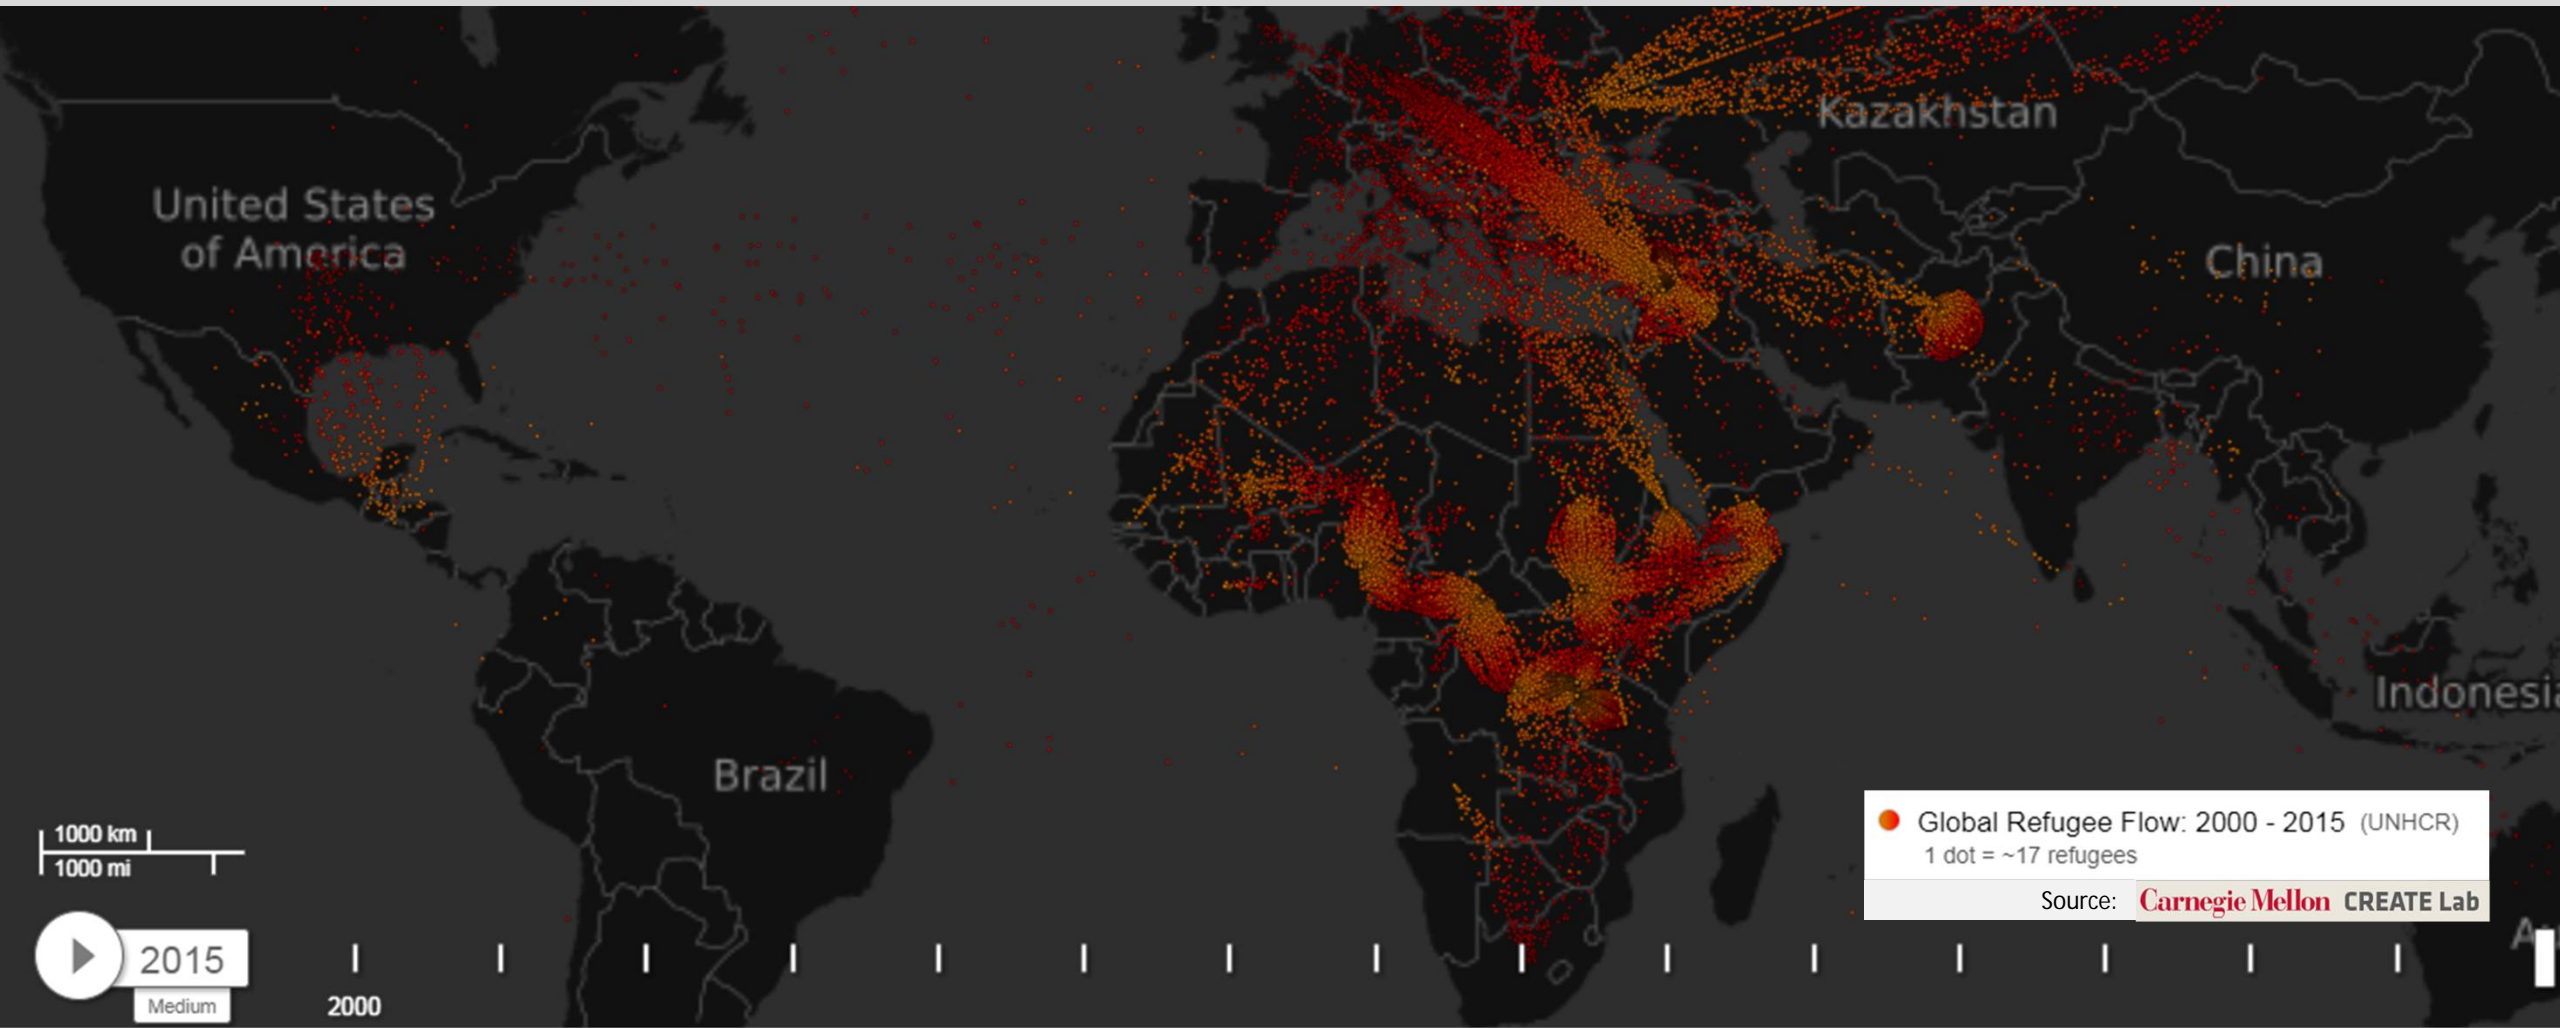 Kazakhstan
United States
of America
China
Indonesia
Brazil
1000 km
1000 mi
Global Refugee Flow: 2000 - 2015 (UNHCR)
1 dot = ~17 refugees
Source: Carnegie Mellon CREATE Lab
2015
Medium
2000